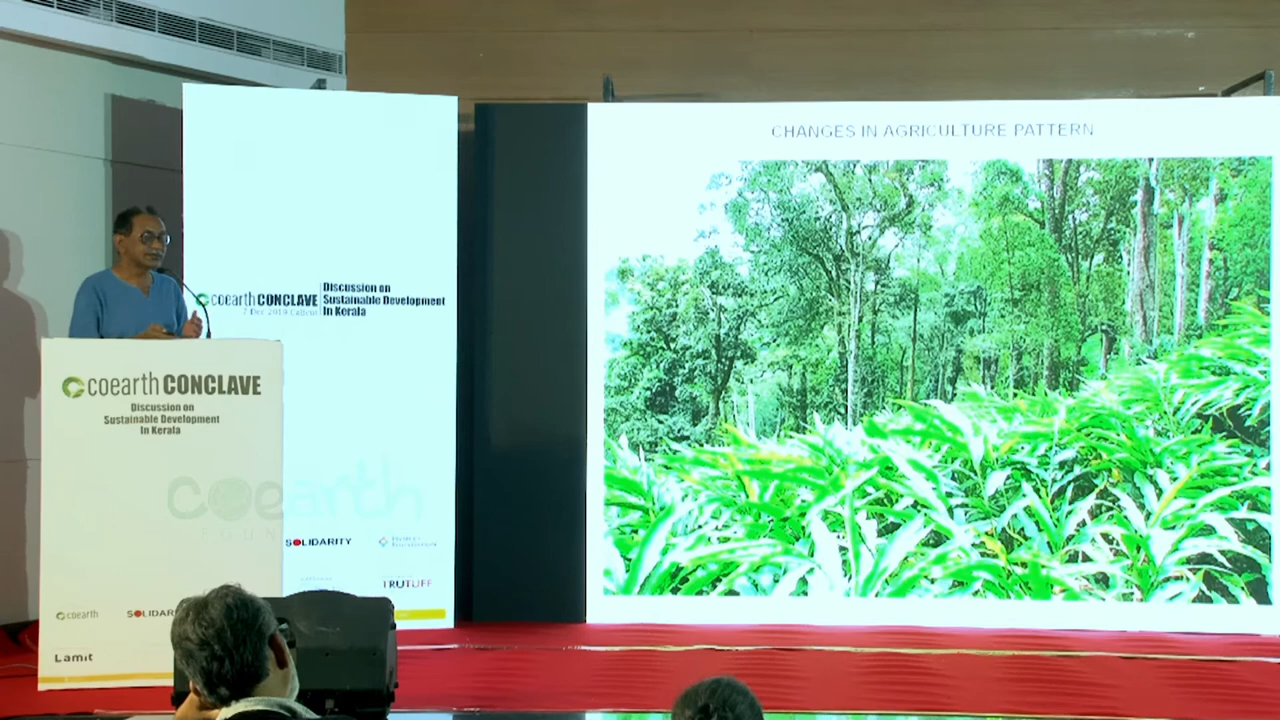 CHANGES IN AGRICULTURE PATTERN
coearth CONCLAVE
7 Dec 2019 Calicut
Discussion on
Sustainable Development
In Kerala
coearth CONCLAVE
Discussion on
Sustainable Development
In Kerala
coearth
SOLIDARITY
TRUTUFF
coearth
SOLIDAR
Lamit